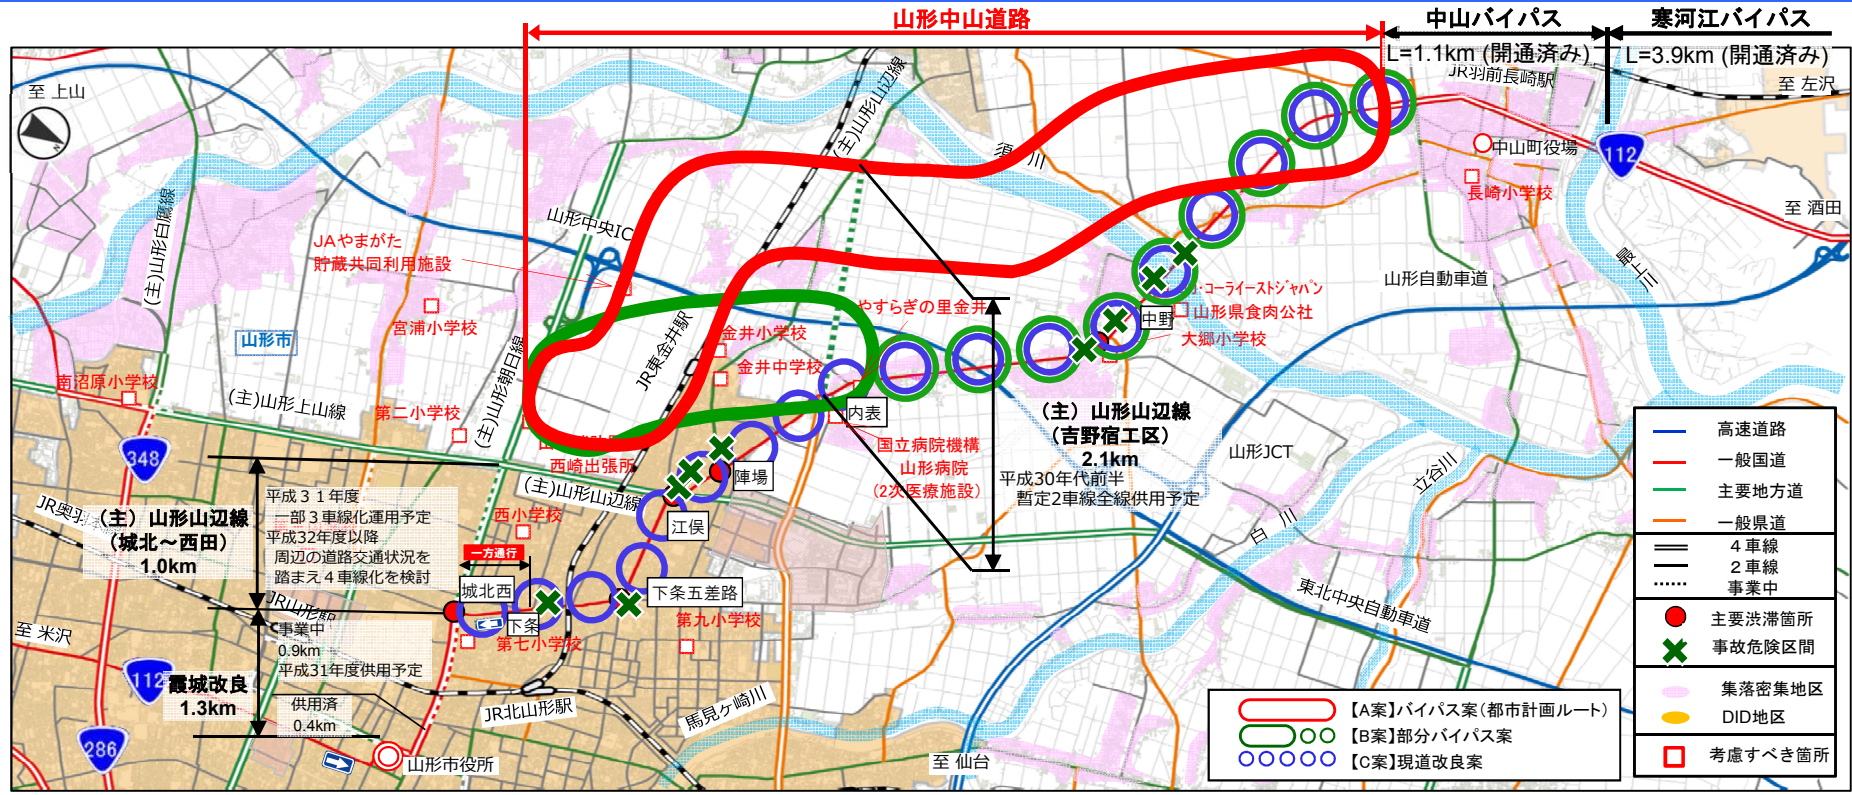 山形中山道路
中山バイパス
寒河江バイパス
L=1.1km (開通済み)
L=3.9km (開通済み)
JR羽前長崎駅
至 上山
至 左沢
(主)山形山辺線
須 川
中山町役場
112
長崎小学校
至 酒田
(主)山形白鷹線
山形中央IC
JAやまがた
貯蔵共同利用施設
最上川
山形自動車道
コーライーストジャパン
やすらぎの里金井
山形県食肉公社
中野
宮浦小学校
金井小学校
山形市
大郷小学校
JR東金井駅
金井中学校
(主)山形朝日線
南沼原小学校
(主)山形上山線
第二小学校
内表
(主) 山形山辺線
(吉野宿工区)
2.1km
平成30年代前半
暫定2車線全線供用予定
国立病院機構
山形病院
(2次医療施設)
山形JCT
立谷川
348
西崎出張所
陣場
(主)山形山辺線
江俣
西小学校
白 川
JR奥羽
(主) 山形山辺線
(城北～西田)
1.0km
平成31年度
一部3車線化運用予定
平成32年度以降
周辺の道路交通状況を
踏まえ4車線化を検討
一方通行
城北西
下条
下条五差路
第七小学校
第九小学校
東北中央自動車道
JR山形駅
至 米沢
事業中
0.9km
平成31年度供用予定
112
霞城改良
1.3km
供用済
0.4km
JR北山形駅
馬見ヶ崎川
286
山形市役所
至 仙台
【A案】バイパス案(都市計画ルート)
【B案】部分バイパス案
【C案】現道改良案
高速道路
一般国道
主要地方道
一般県道
4車線
2車線
事業中
主要渋滞箇所
事故危険区間
集落密集地区
DID地区
考慮すべき箇所